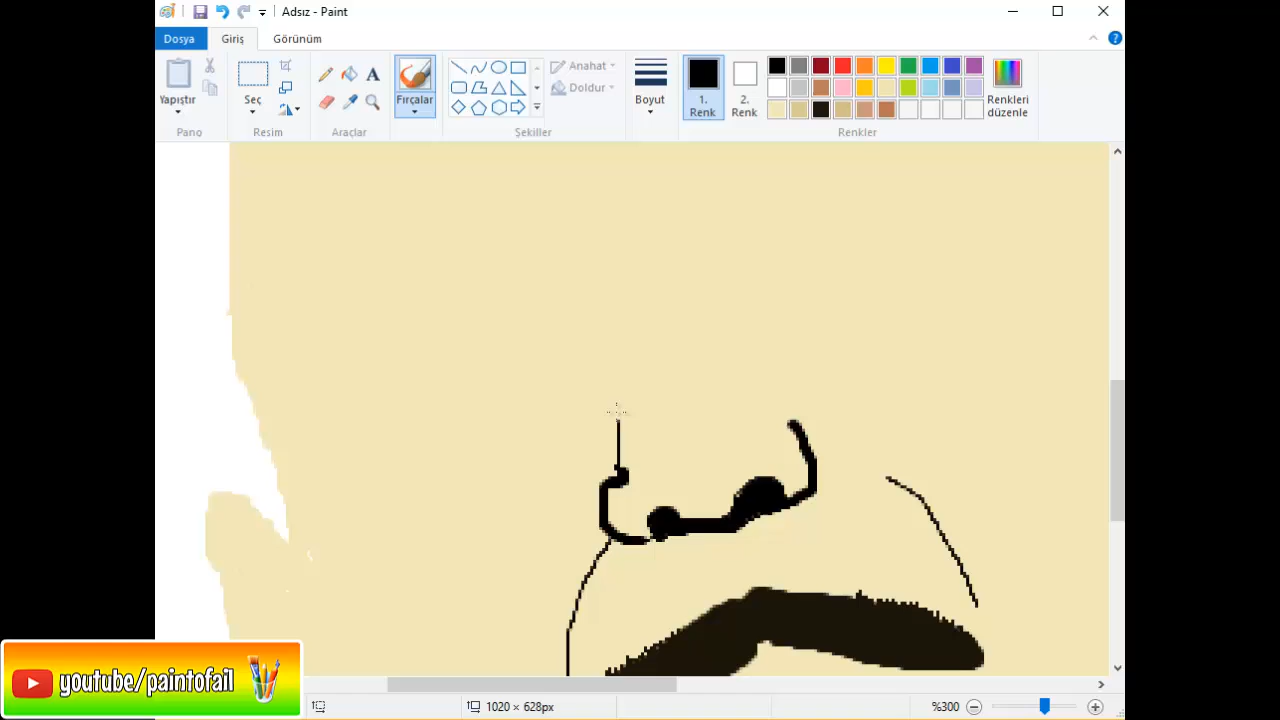 Adsız - Paint
Dosya Giriş Görünüm
Yapıştır Seç Fırçalar Anahat Doldur Boyut 1. Renk 2. Renk Renkleri düzenle
Pano Resim Araçlar Şekiller Renkler
youtube/paintofail
1020 × 628px %300